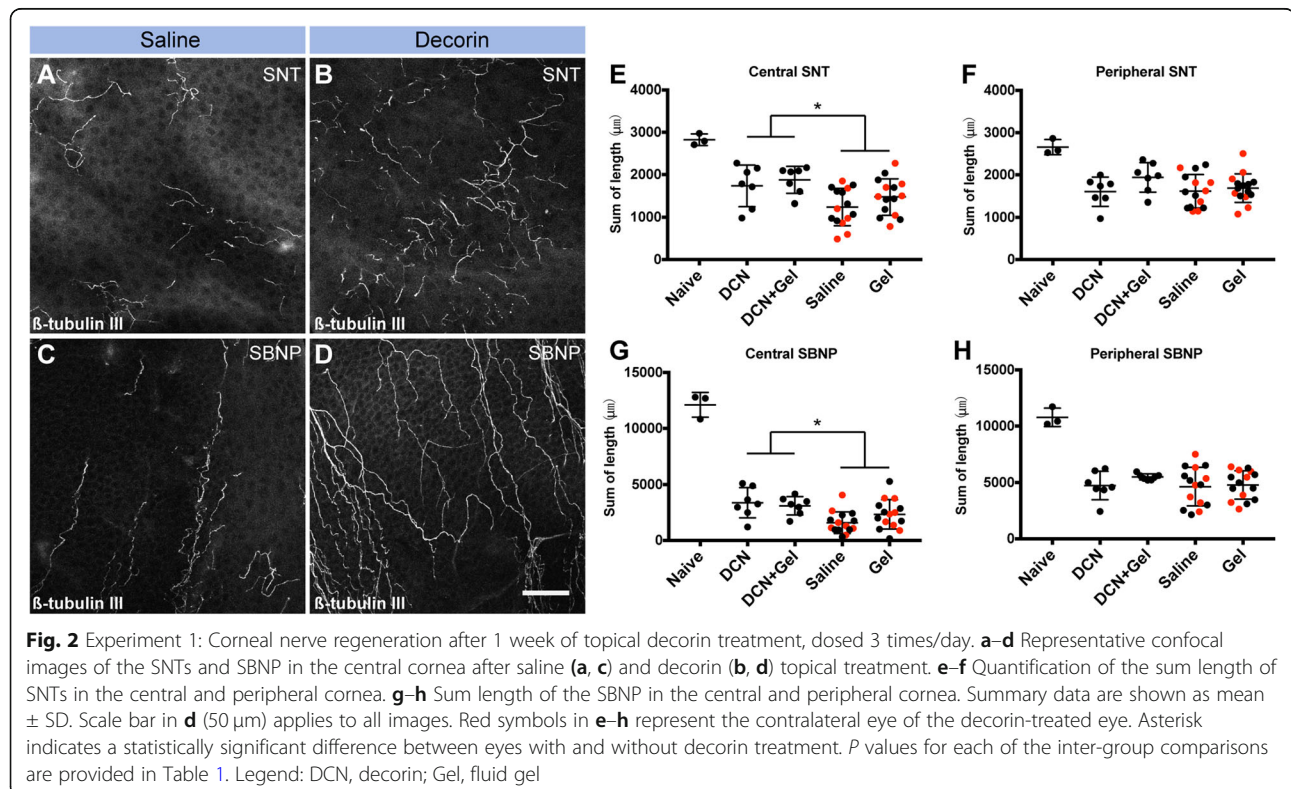 Saline
Decorin
A
SNT
ß-tubulin III
B
SNT
ß-tubulin III
C
SBNP
ß-tubulin III
D
SBNP
ß-tubulin III
E
Central SNT
Sum of length (μm)
4000
3000
2000
1000
0
*
Naive
DCN
DCN+Gel
Saline
Gel
F
Peripheral SNT
Sum of length (μm)
4000
3000
2000
1000
0
Naive
DCN
DCN+Gel
Saline
Gel
G
Central SBNP
Sum of length (μm)
15000
10000
5000
0
*
Naive
DCN
DCN+Gel
Saline
Gel
H
Peripheral SBNP
Sum of length (μm)
15000
10000
5000
0
Naive
DCN
DCN+Gel
Saline
Gel
Fig. 2 Experiment 1: Corneal nerve regeneration after 1 week of topical decorin treatment, dosed 3 times/day. a–d Representative confocal
images of the SNTs and SBNP in the central cornea after saline (a, c) and decorin (b, d) topical treatment. e–f Quantification of the sum length of
SNTs in the central and peripheral cornea. g–h Sum length of the SBNP in the central and peripheral cornea. Summary data are shown as mean
± SD. Scale bar in d (50 μm) applies to all images. Red symbols in e–h represent the contralateral eye of the decorin-treated eye. Asterisk
indicates a statistically significant difference between eyes with and without decorin treatment. P values for each of the inter-group comparisons
are provided in Table 1. Legend: DCN, decorin; Gel, fluid gel